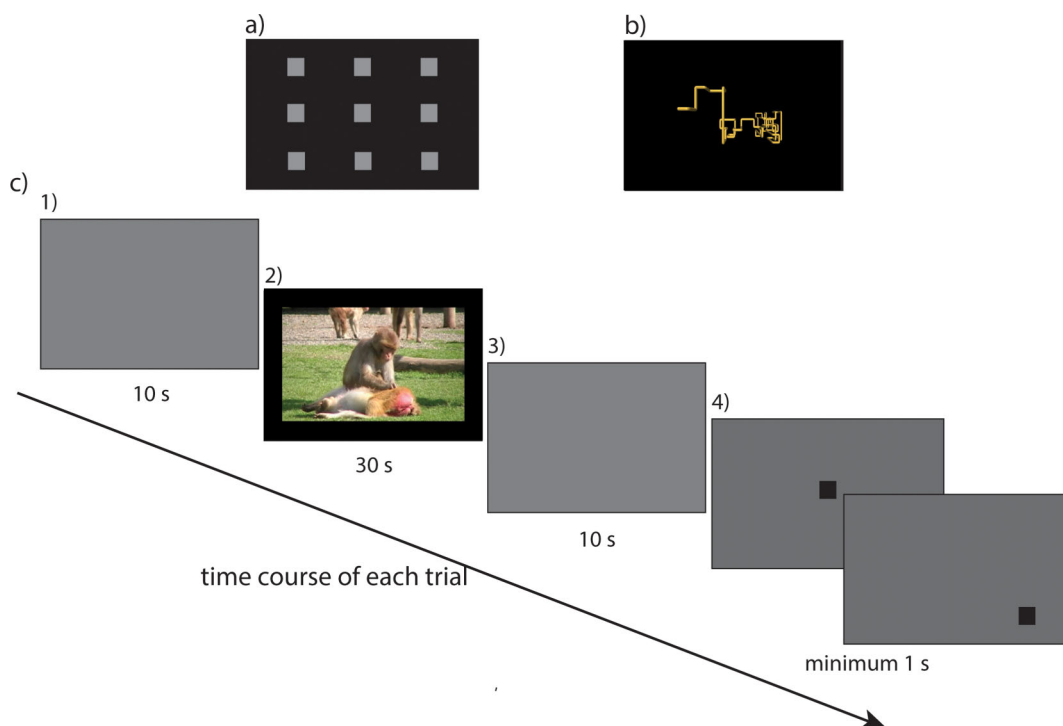 a)
b)
c)
1)
10 s
2)
30 s
3)
10 s
4)
minimum 1 s
time course of each trial